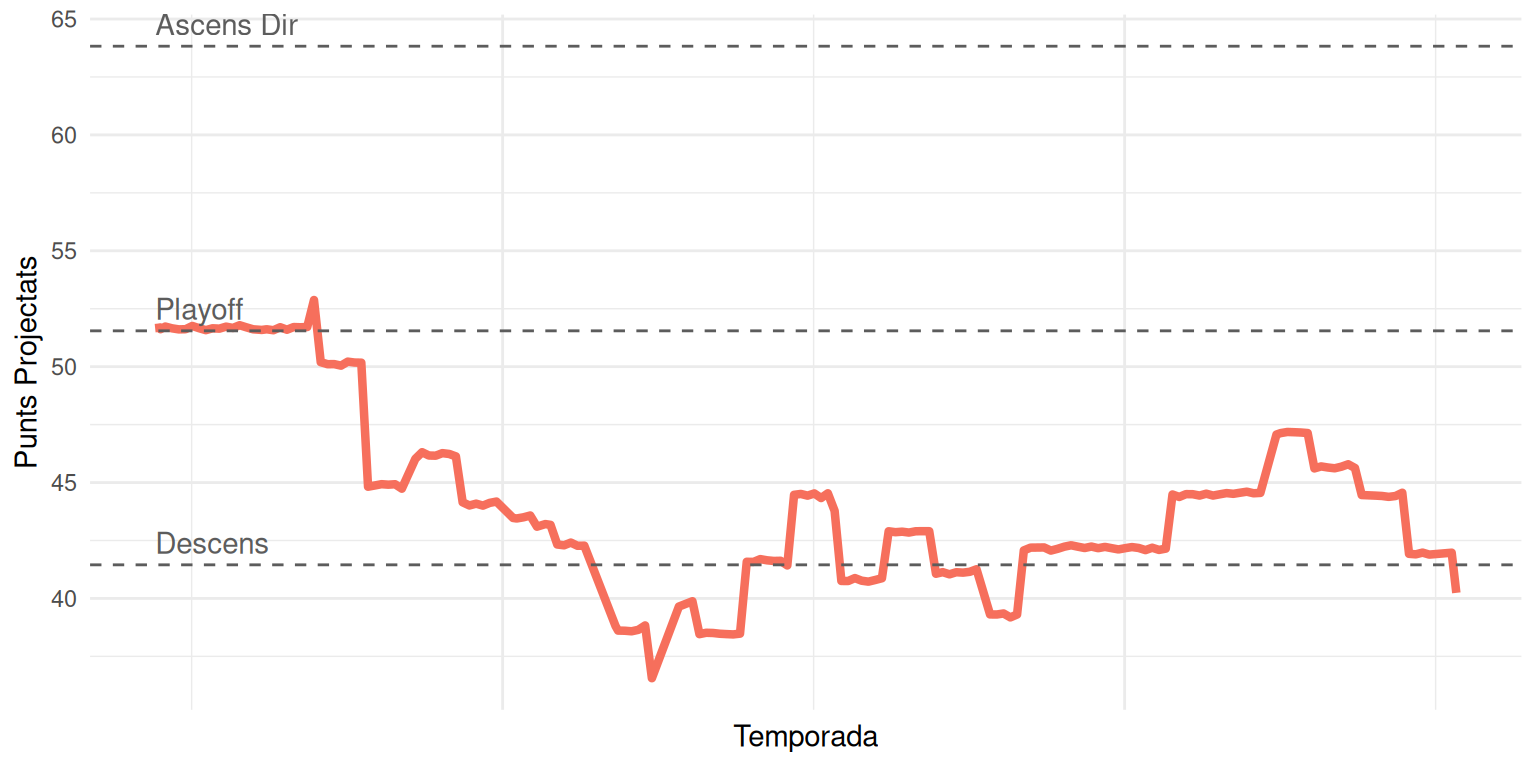 65
Ascens Dir
60
55
Playoff
50
45
Descens
40
Punts Projectats
Temporada